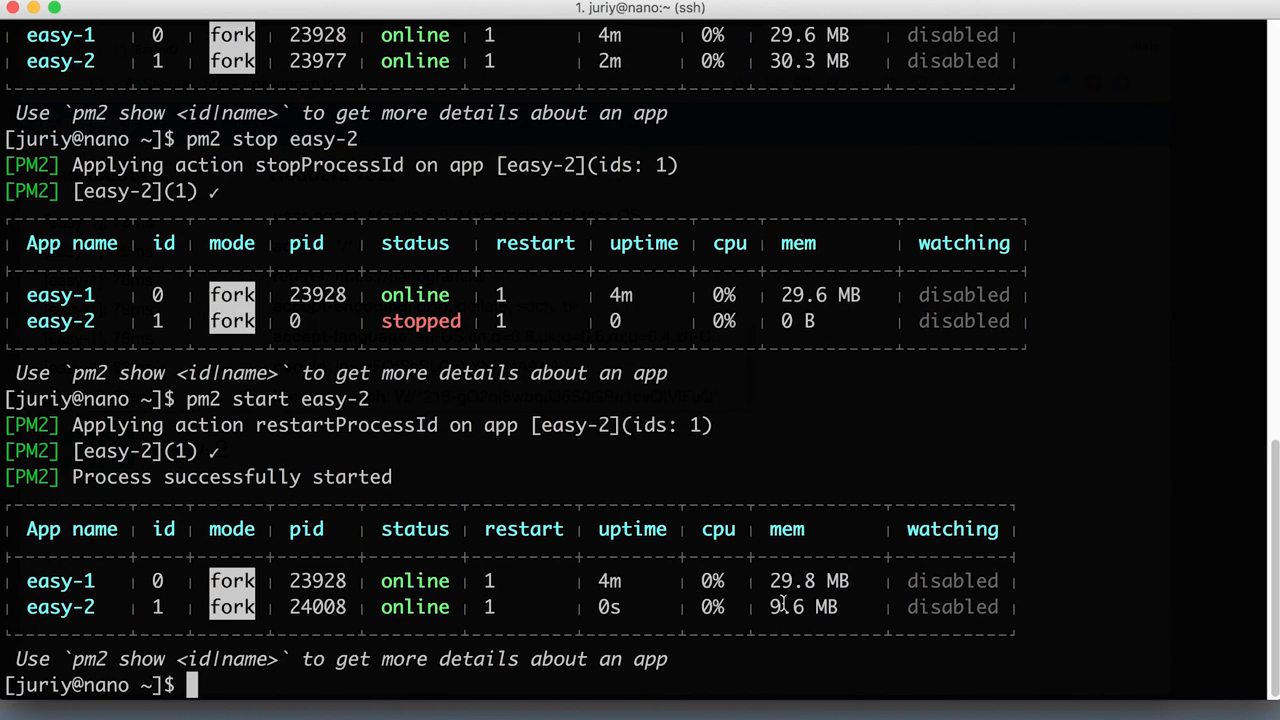 1. juriy@nano:~ (ssh)
easy-1 0 fork 23928 online 1 4m 0% 29.6 MB disabled
easy-2 1 fork 23977 online 1 2m 0% 30.3 MB disabled
Use `pm2 show <id|name>` to get more details about an app
[juriy@nano ~]$ pm2 stop easy-2
[PM2] Applying action stopProcessId on app [easy-2](ids: 1)
[PM2] [easy-2](1) ✓
App name id mode pid status restart uptime cpu mem watching
easy-1 0 fork 23928 online 1 4m 0% 29.6 MB disabled
easy-2 1 fork 0 stopped 1 0 0% 0 B disabled
Use `pm2 show <id|name>` to get more details about an app
[juriy@nano ~]$ pm2 start easy-2
[PM2] Applying action restartProcessId on app [easy-2](ids: 1)
[PM2] [easy-2](1) ✓
[PM2] Process successfully started
App name id mode pid status restart uptime cpu mem watching
easy-1 0 fork 23928 online 1 4m 0% 29.8 MB disabled
easy-2 1 fork 24008 online 1 0s 0% 9.6 MB disabled
Use `pm2 show <id|name>` to get more details about an app
[juriy@nano ~]$